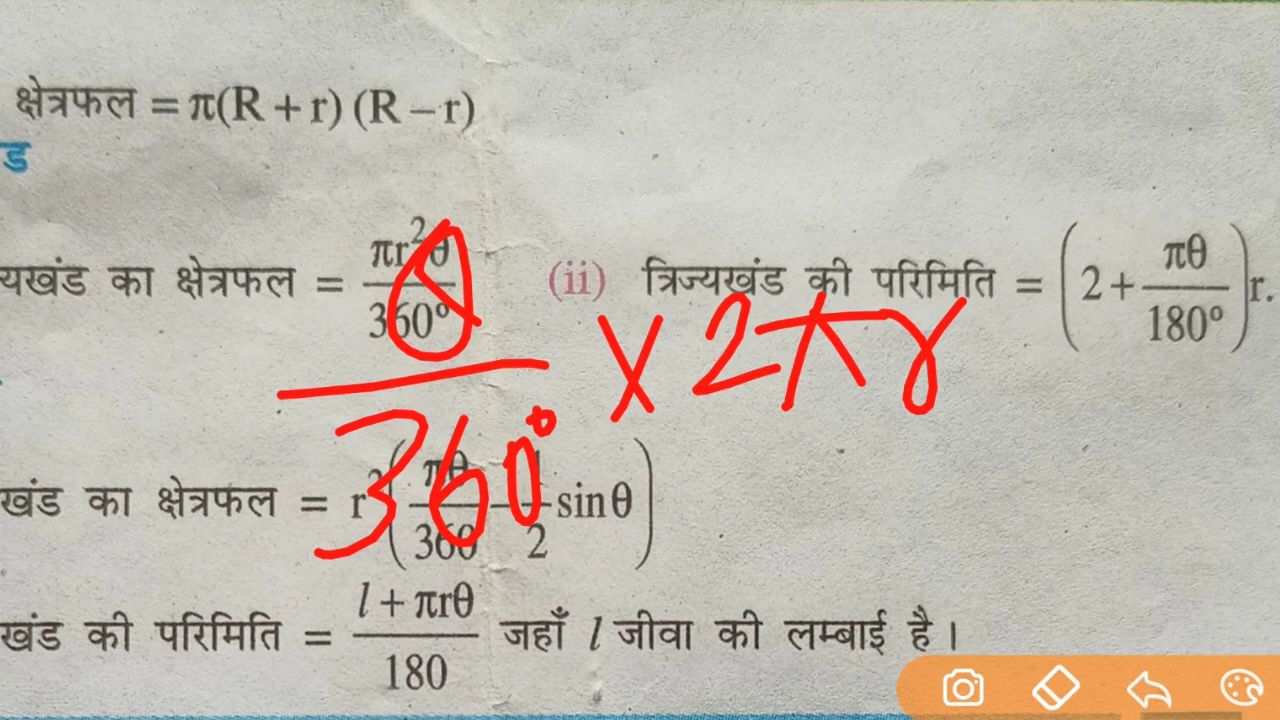 क्षेत्रफल = π(R + r) (R – r)
ड
यखंड का क्षेत्रफल = πr²θ/360° (ii) त्रिज्यखंड की परिमिति = (2 + πθ/180°)r.
θ/360° × 2πr
खंड का क्षेत्रफल = r²(πθ/360 – 1/2 sinθ)
खंड की परिमिति = l + πrθ/180 जहाँ l जीवा की लम्बाई है।